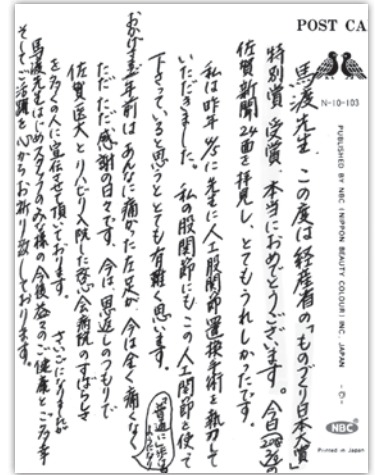 POST CA
N-10-103
PUBLISHED BY NBC (NIPPON BEAUTY COLOUR) INC. JAPAN
NBC
Printed in Japan
馬渡先生 この度は経産省の「ものづくり日本大賞」
特別賞受賞、本当におめでとうございます。今日
佐賀新聞24面を拝見し、とてもうれしかったです。
私は昨年 先生に人工股関節置換手術を執刀して
いただきました。 私の股関節にもこの人工関節を使って
下さっていると思うととても有難く思います。
おかげさまで 年前はあんなに痛かった左足が、今は全く痛くなく
「普通に」歩
ただただ感謝の日々です。今は、恩返しのつもりで
佐賀医大とリハビリ入院した 会病院のすばらしさ
を多くの人に宣伝させて頂いております。 さいごになりましたが
馬渡先生はじめスタッフのみな様の今後益々のご健康とご多幸
そしてご活躍を心からお祈り致しております。